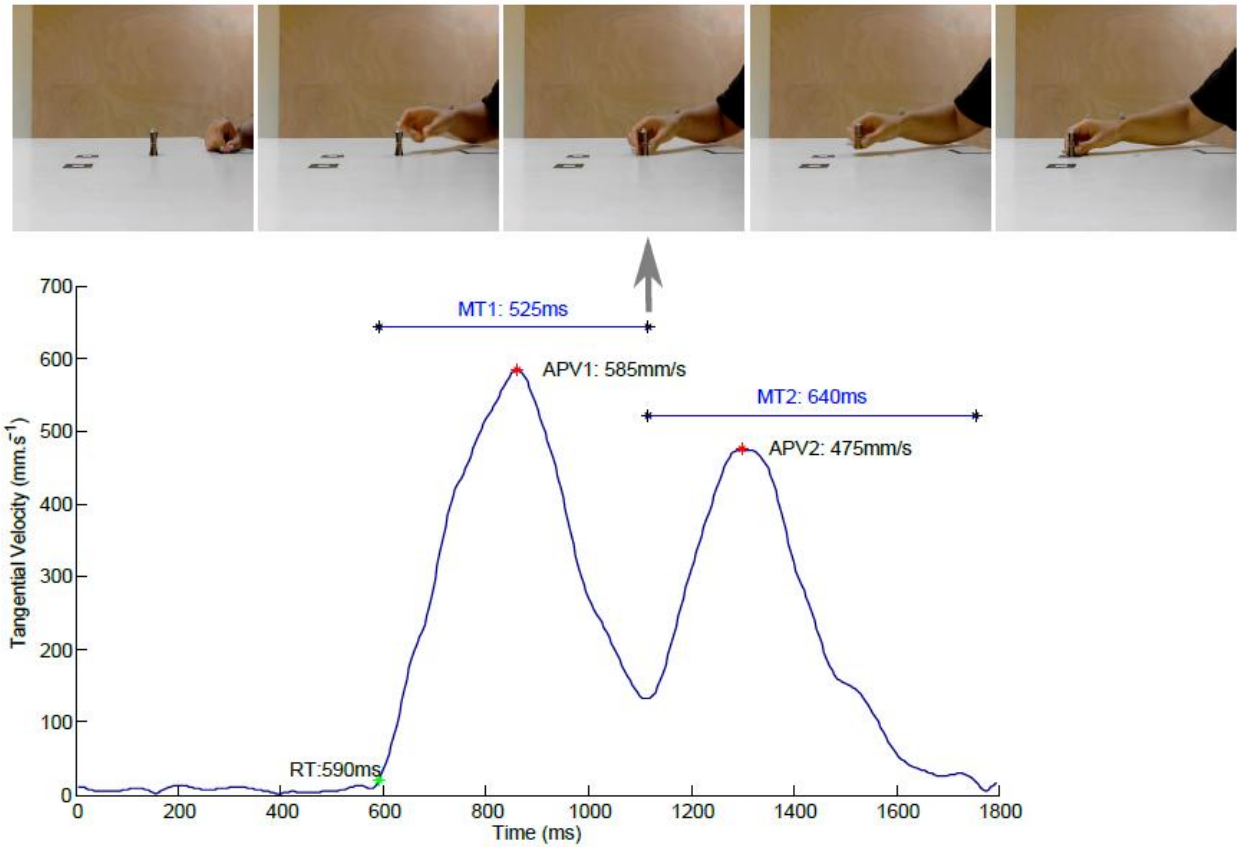 700
MT1: 525ms
600
APV1: 585mm/s
MT2: 640ms
500
APV2: 475mm/s
400
300
200
100
RT:590ms
0
0 200 400 600 800 1000 1200 1400 1600 1800
Time (ms)
Tangential Velocity (mm.s⁻¹)